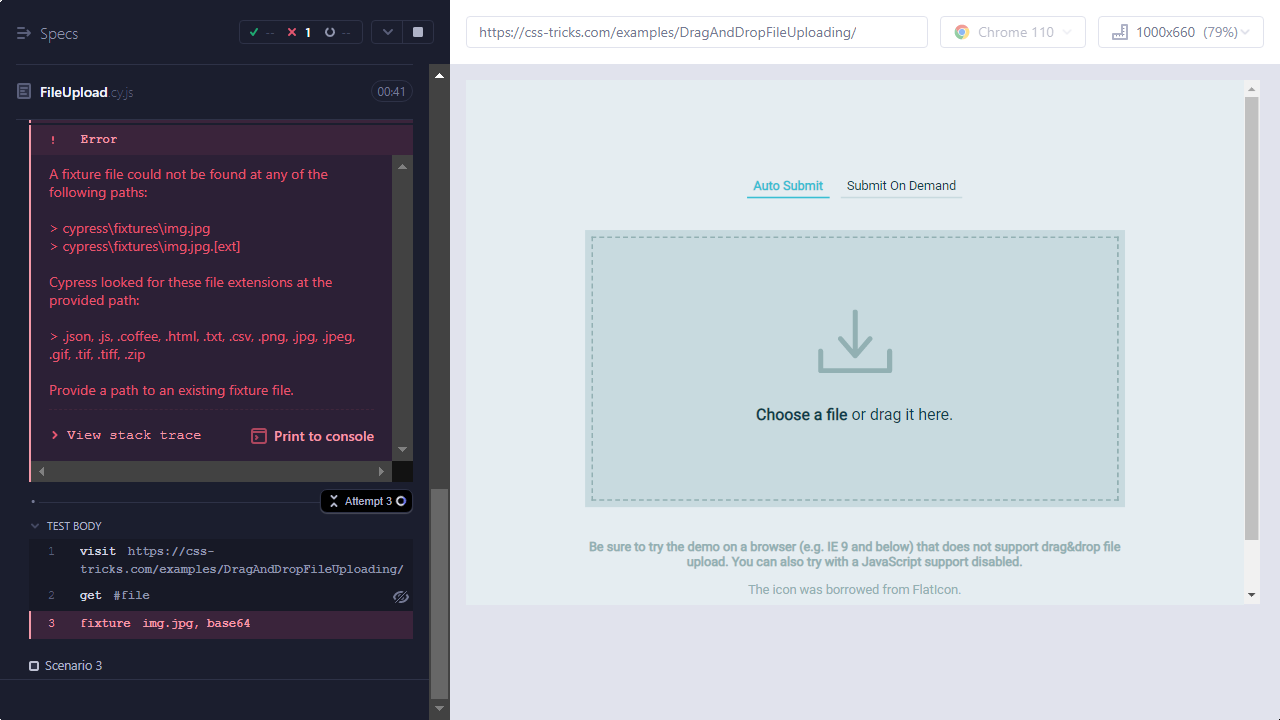 Specs
--
1
--
https://css-tricks.com/examples/DragAndDropFileUploading/
Chrome 110
1000x660 (79%)
FileUpload.cy.js
00:41
! Error
A fixture file could not be found at any of the
following paths:
> cypress\fixtures\img.jpg
> cypress\fixtures\img.jpg.[ext]
Cypress looked for these file extensions at the
provided path:
> .json, .js, .coffee, .html, .txt, .csv, .png, .jpg, .jpeg,
.gif, .tif, .tiff, .zip
Provide a path to an existing fixture file.
> View stack trace
Print to console
Attempt 3
TEST BODY
1 visit https://css-
tricks.com/examples/DragAndDropFileUploading/
2 get #file
3 fixture img.jpg, base64
Scenario 3
Auto Submit
Submit On Demand
Choose a file or drag it here.
Be sure to try the demo on a browser (e.g. IE 9 and below) that does not support drag&drop file
upload. You can also try with a JavaScript support disabled.
The icon was borrowed from FlatIcon.